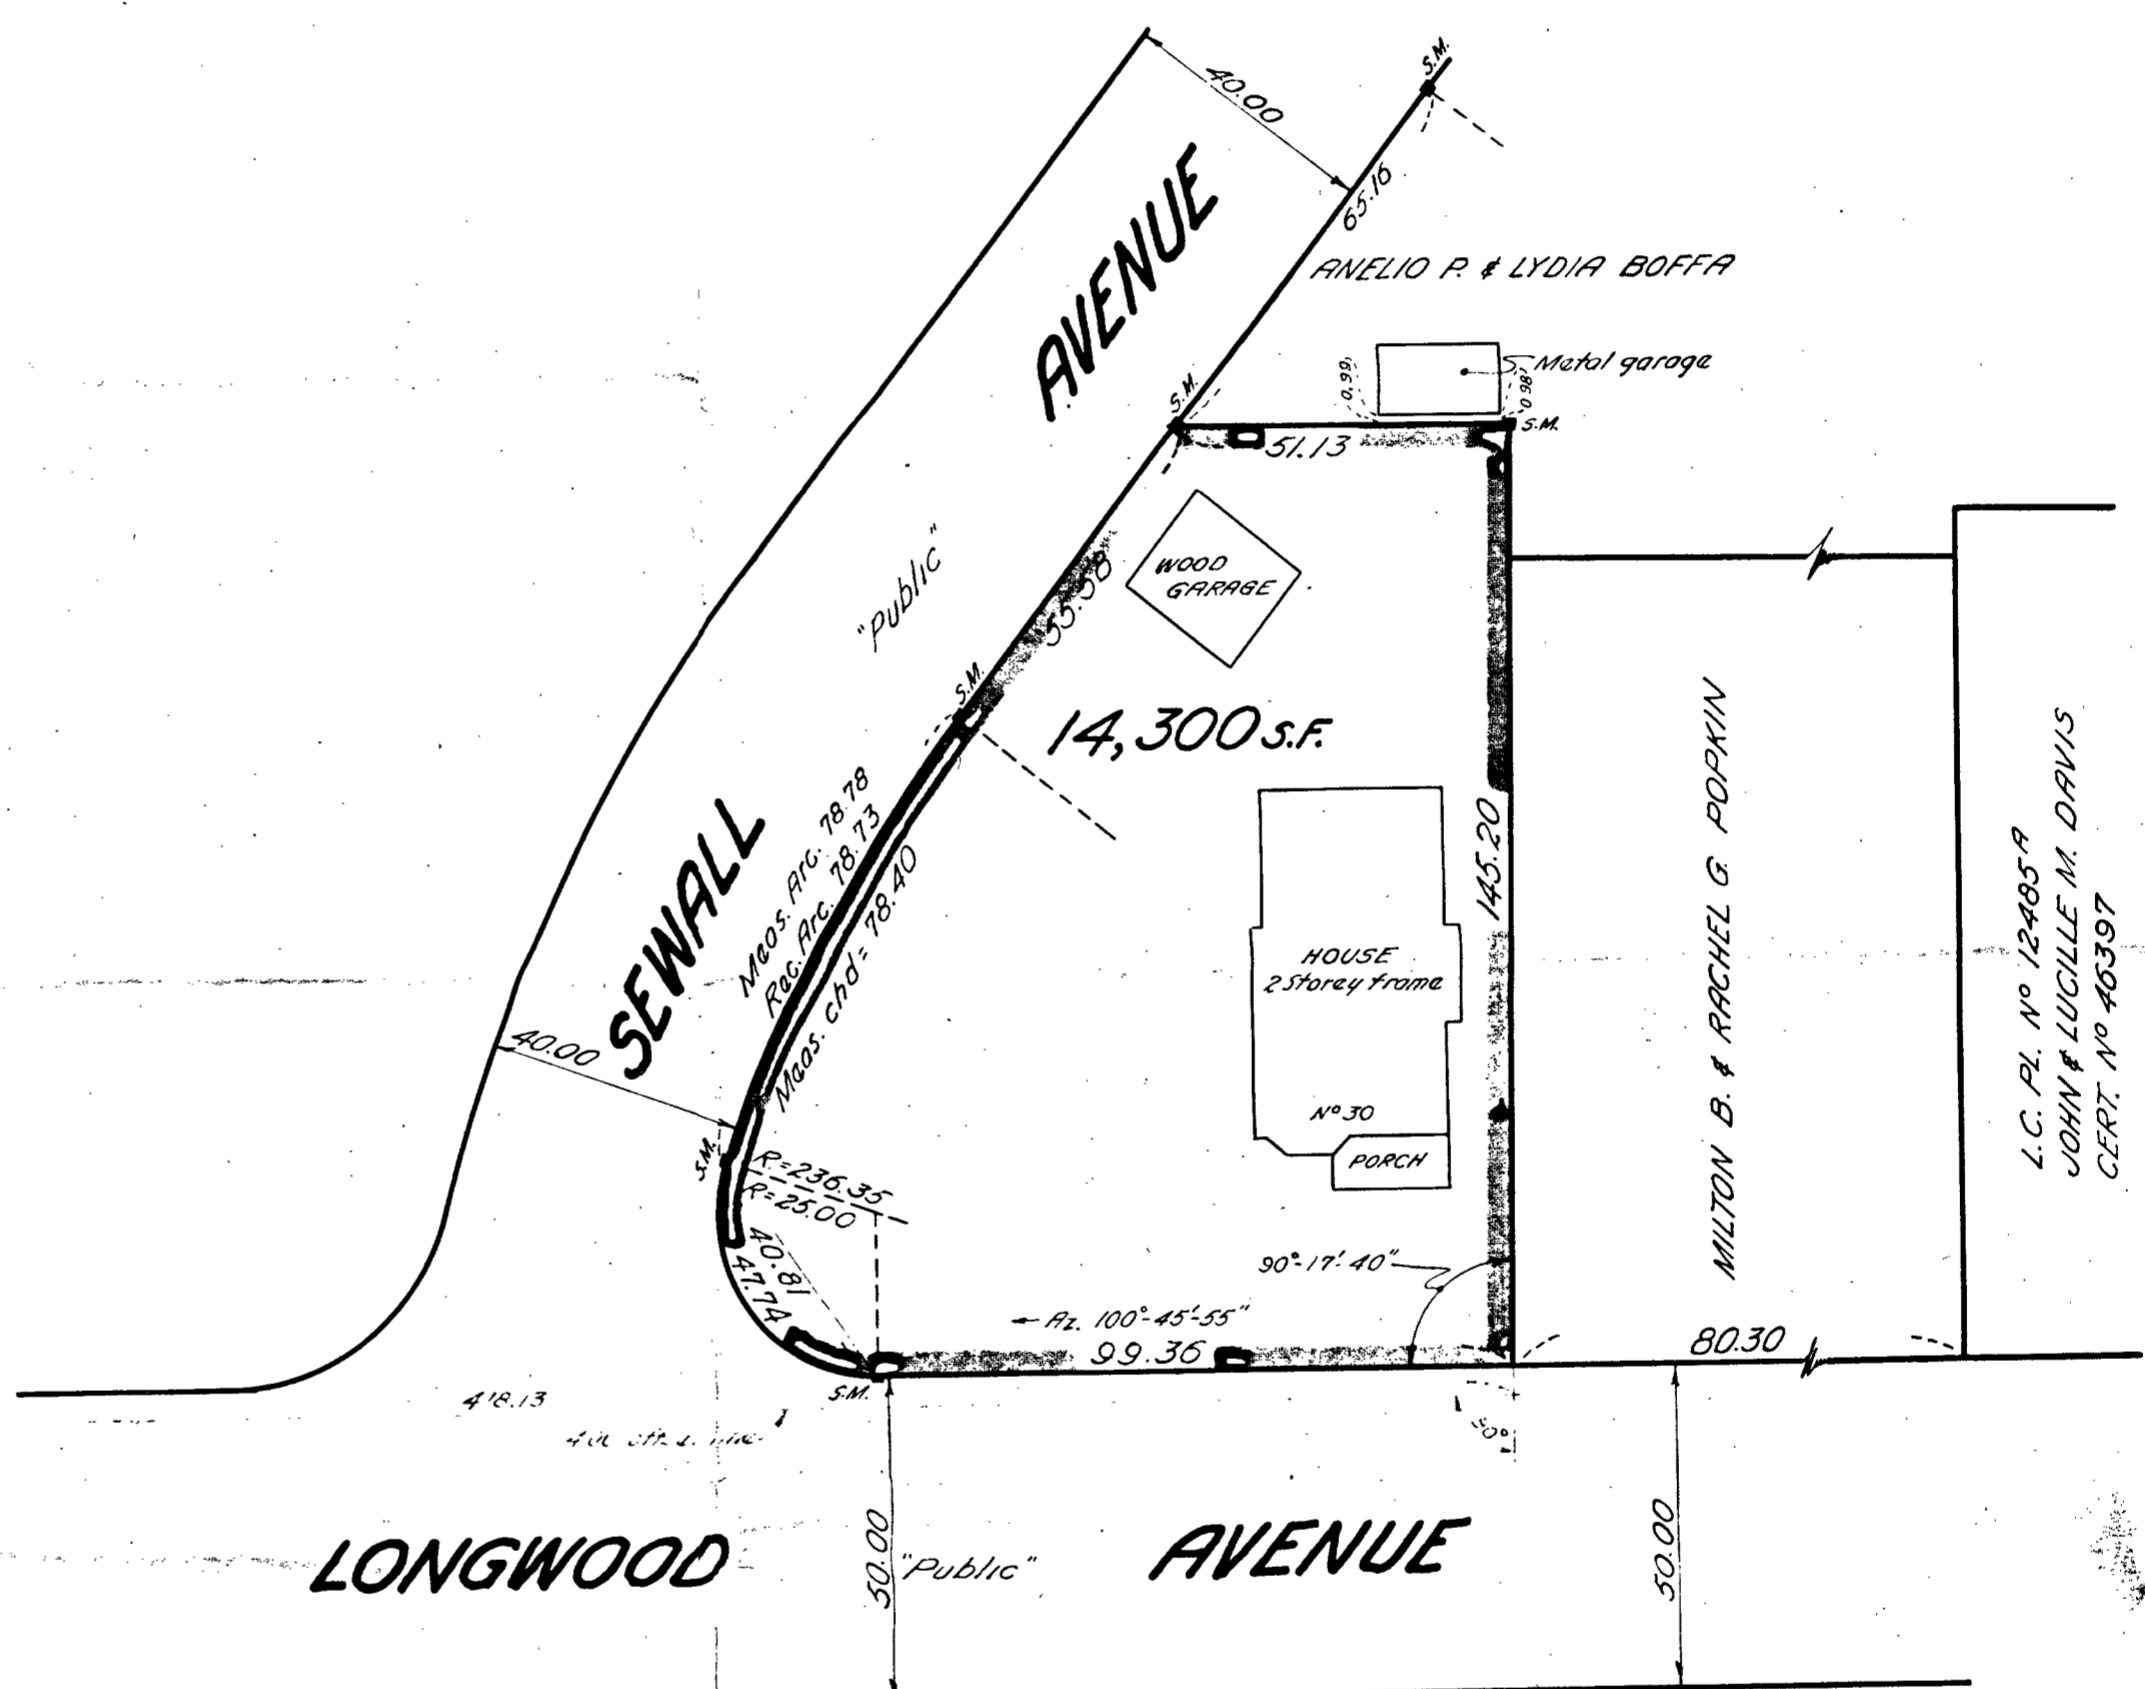 40.00
S.M.
65.16
AVENUE
ANELIO P. & LYDIA BOFFA
0.99
Metal garage
0.98
S.M.
S.M.
51.13
"Public"
55.58
WOOD
GARAGE
S.M.
14,300 S.F.
SEWALL
Meas. Arc. 78.78
Rec. Arc. 78.73
Meas. chd = 78.40
145.20
HOUSE
2 Storey frame
Nº 30
PORCH
40.00
S.M.
R=236.35
R=25.00
40.81
47.74
90°-17'-40"
← Az. 100°-45'-55"
99.36
S.M.
80.30
MILTON B. & RACHEL G. POPKIN
L.C. PL. Nº 12485A
JOHN & LUCILLE M. DAVIS
CERT. Nº 46397
50.00
"Public"
50.00
LONGWOOD AVENUE